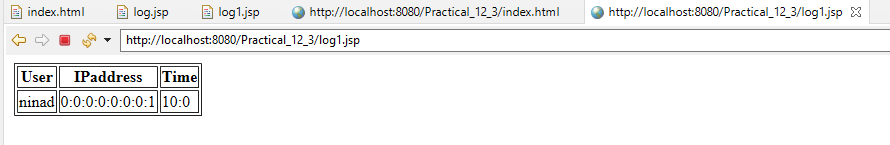 index.html log.jsp log1.jsp http://localhost:8080/Practical_12_3/index.html http://localhost:8080/Practical_12_3/log1.jsp
http://localhost:8080/Practical_12_3/log1.jsp
User IPaddress Time
ninad 0:0:0:0:0:0:0:1 10:0